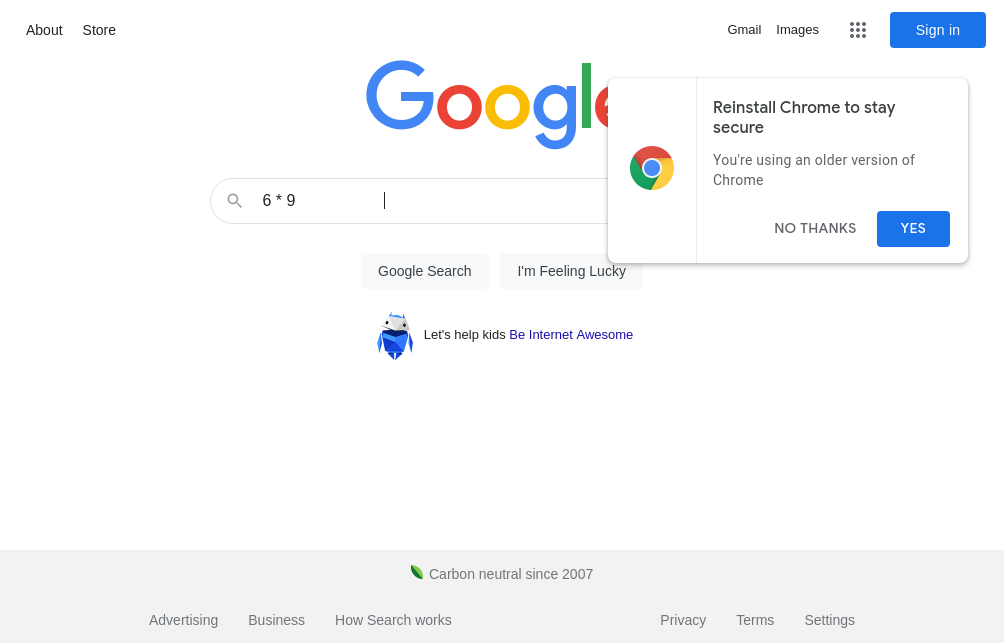 About Store Gmail Images Sign in
Google
Reinstall Chrome to stay
secure
You're using an older version of
Chrome
NO THANKS YES
6 * 9
Google Search I'm Feeling Lucky
Let's help kids Be Internet Awesome
Carbon neutral since 2007
Advertising Business How Search works Privacy Terms Settings